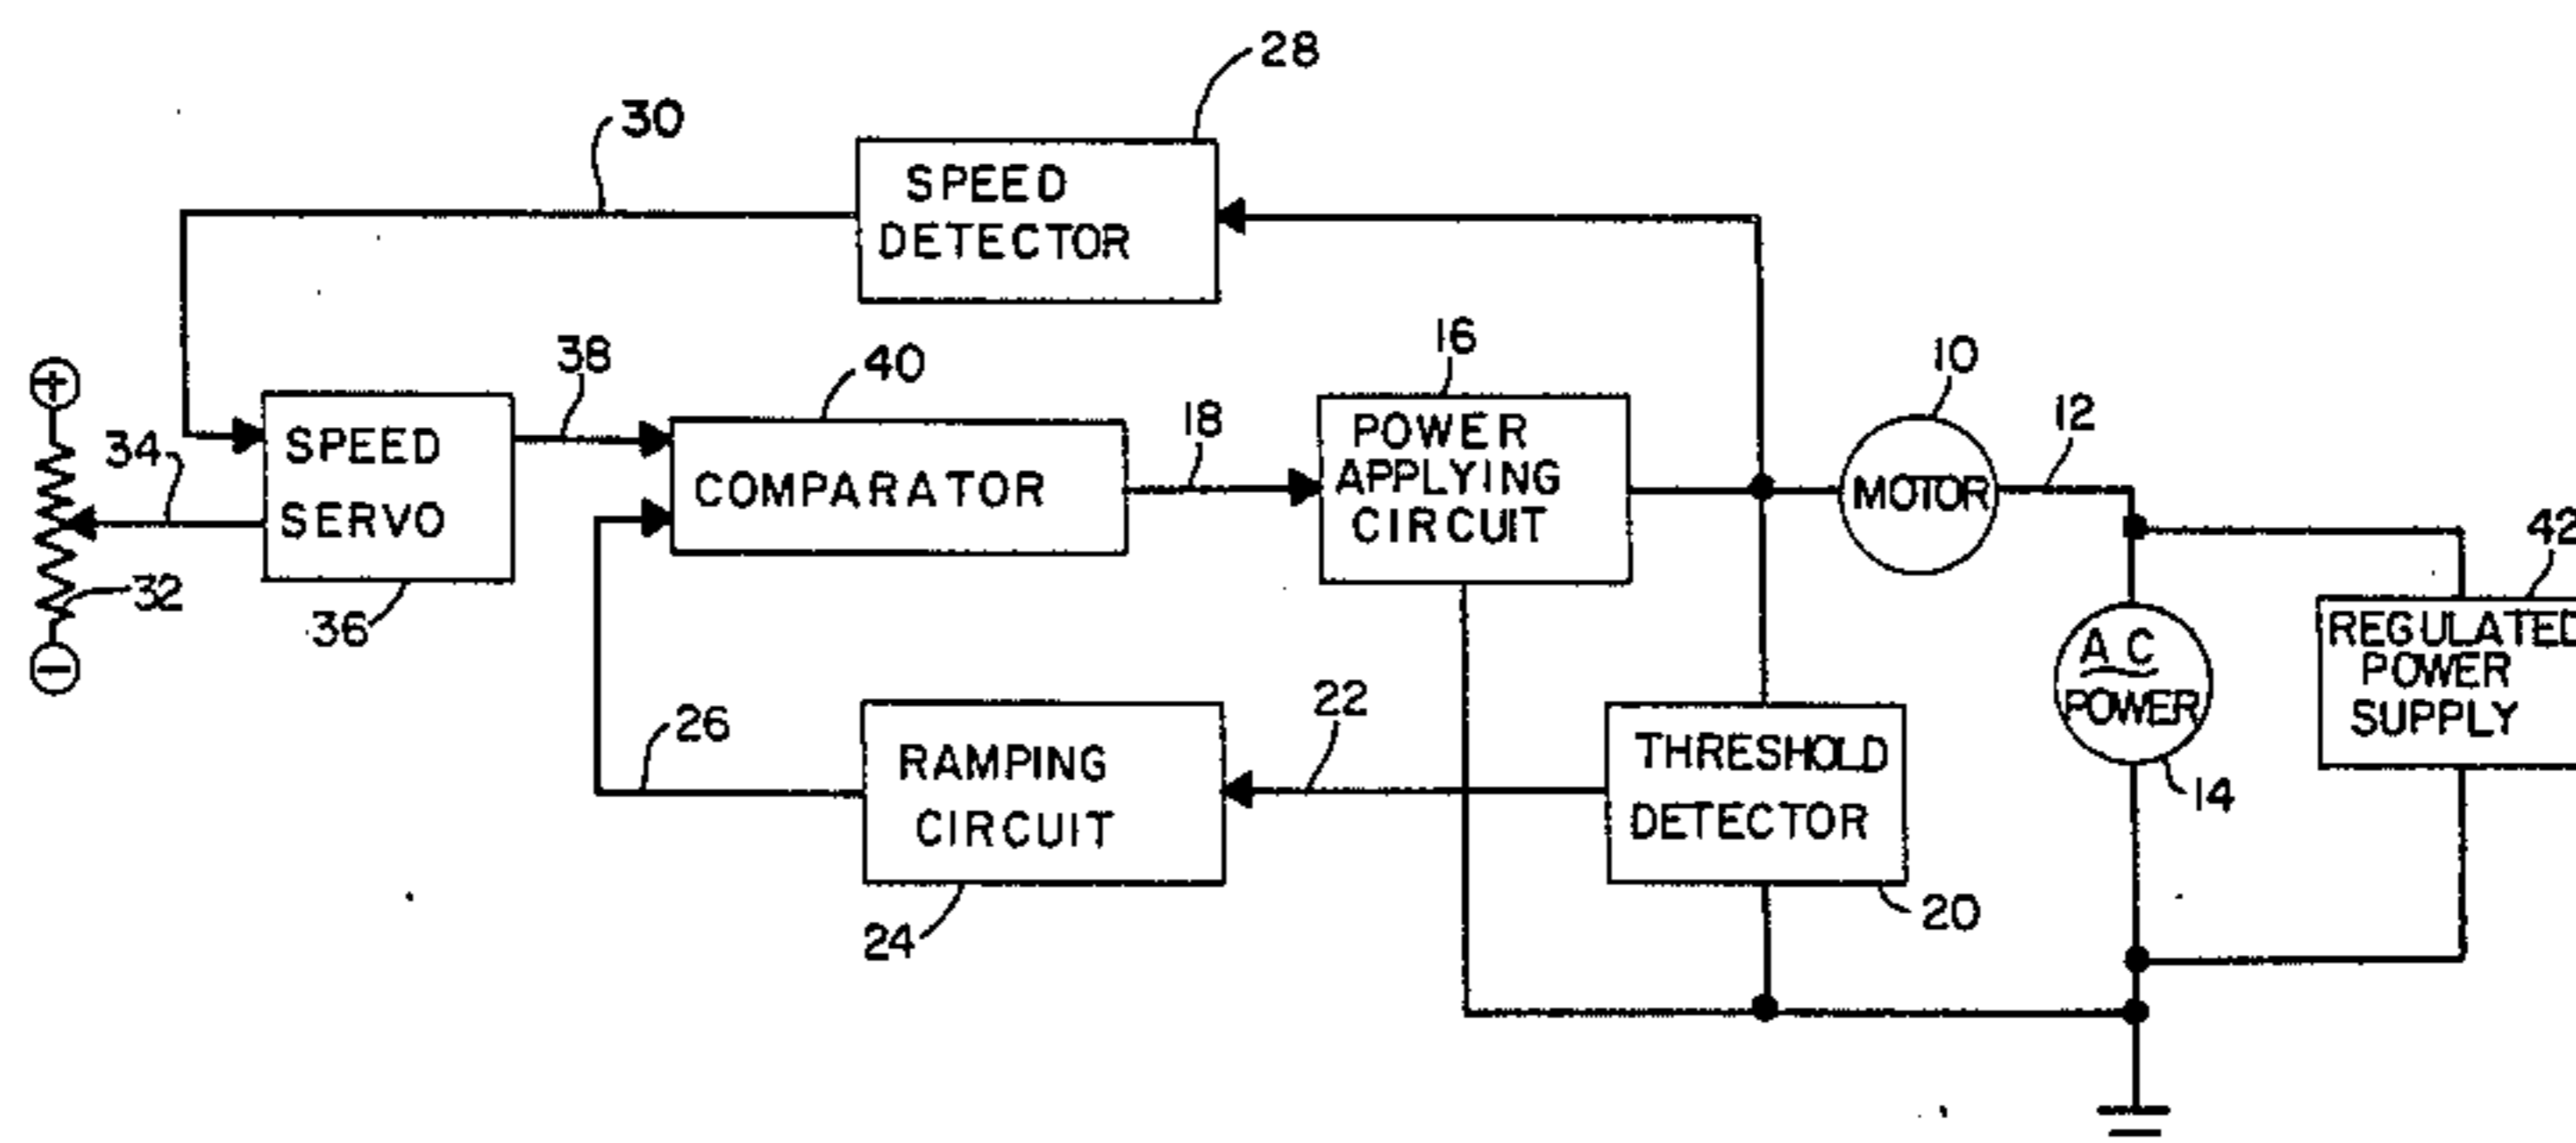 28
30
SPEED
DETECTOR
16
10
38
40
12
18
34
SPEED
SERVO
COMPARATOR
POWER
APPLYING
CIRCUIT
MOTOR
42
+
32
36
-
A C
POWER
REGULATED
POWER
SUPPLY
22
26
RAMPING
CIRCUIT
THRESHOLD
DETECTOR
14
24
20